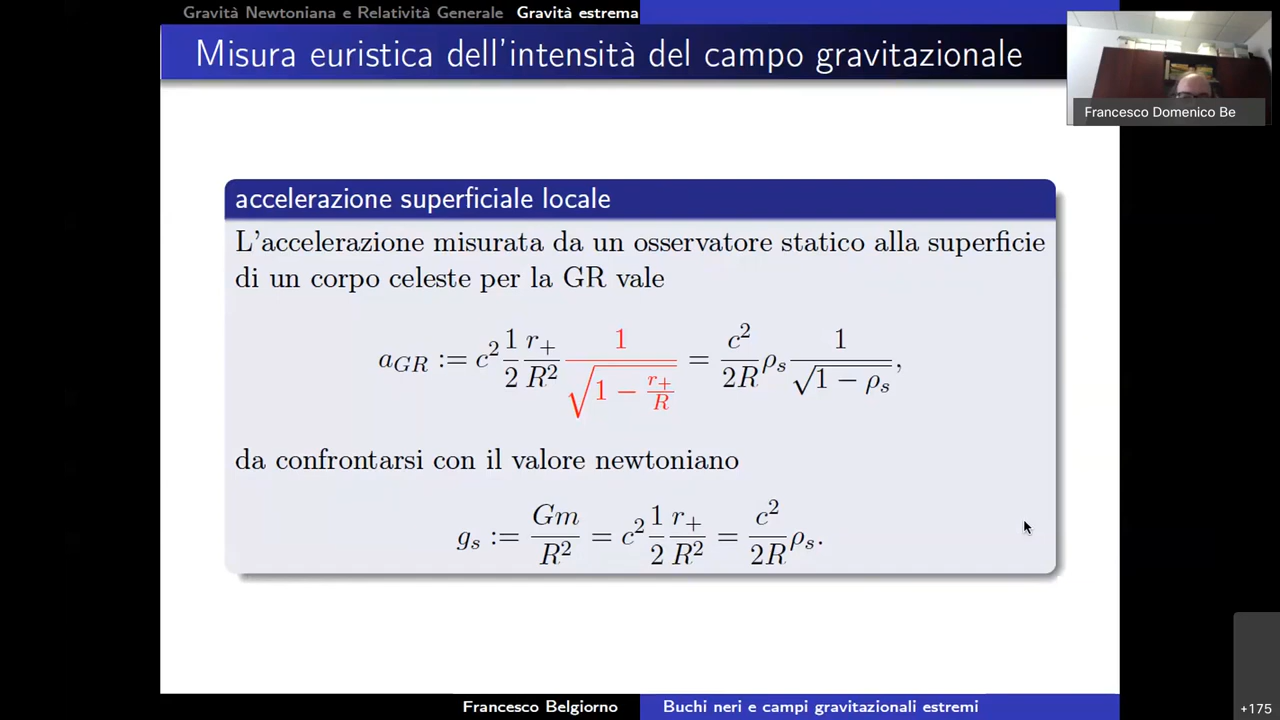 Gravità Newtoniana e Relatività Generale Gravità estrema
Misura euristica dell'intensità del campo gravitazionale
Francesco Domenico Be
accelerazione superficiale locale
L'accelerazione misurata da un osservatore statico alla superficie
di un corpo celeste per la GR vale
$a_{GR} := c^2 \frac{1}{2} \frac{r_+}{R^2} \frac{1}{\sqrt{1 - \frac{r_+}{R}}} = \frac{c^2}{2R} \rho_s \frac{1}{\sqrt{1 - \rho_s}},$
da confrontarsi con il valore newtoniano
$g_s := \frac{Gm}{R^2} = c^2 \frac{1}{2} \frac{r_+}{R^2} = \frac{c^2}{2R} \rho_s.$
Francesco Belgiorno Buchi neri e campi gravitazionali estremi
+175